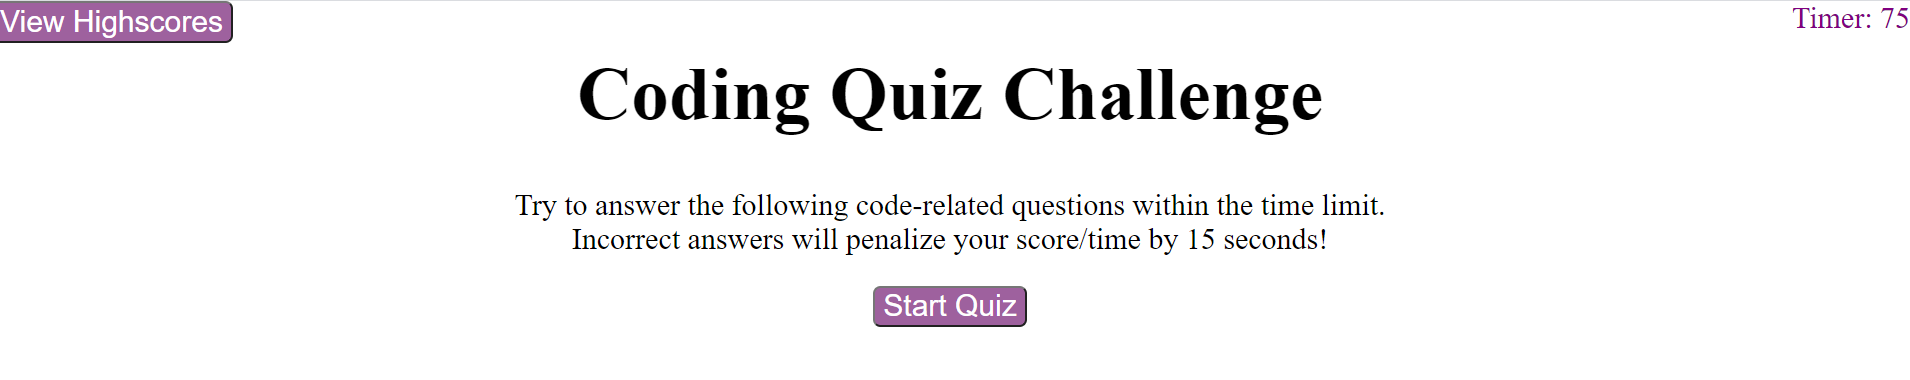 View Highscores
Timer: 75
Coding Quiz Challenge
Try to answer the following code-related questions within the time limit.
Incorrect answers will penalize your score/time by 15 seconds!
Start Quiz